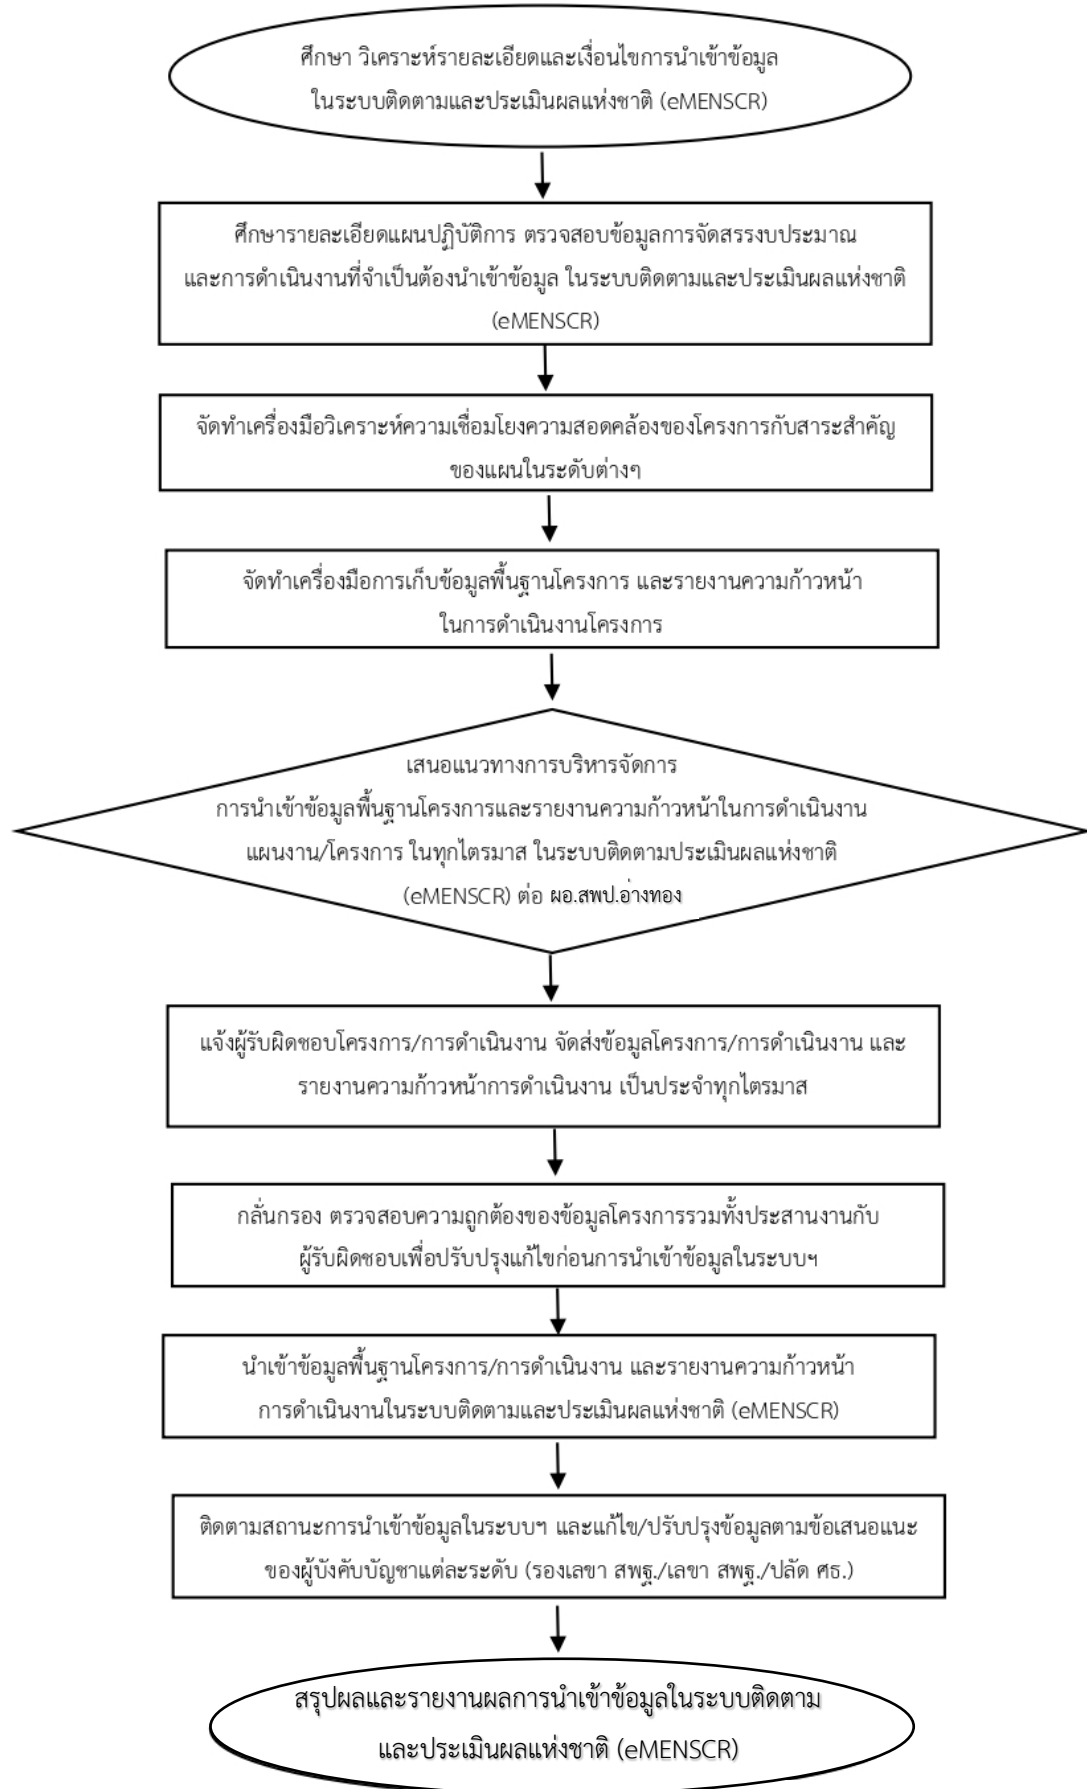 ศึกษา วิเคราะห์รายละเอียดและเงื่อนไขการนำเข้าข้อมูล
ในระบบติดตามและประเมินผลแห่งชาติ (eMENSCR)
ศึกษารายละเอียดแผนปฏิบัติการ ตรวจสอบข้อมูลการจัดสรรงบประมาณ
และการดำเนินงานที่จำเป็นต้องนำเข้าข้อมูล ในระบบติดตามและประเมินผลแห่งชาติ
(eMENSCR)
จัดทำเครื่องมือวิเคราะห์ความเชื่อมโยงความสอดคล้องของโครงการกับสาระสำคัญ
ของแผนในระดับต่างๆ
จัดทำเครื่องมือการเก็บข้อมูลพื้นฐานโครงการ และรายงานความก้าวหน้า
ในการดำเนินงานโครงการ
เสนอแนวทางการบริหารจัดการ
การนำเข้าข้อมูลพื้นฐานโครงการและรายงานความก้าวหน้าในการดำเนินงาน
แผนงาน/โครงการ ในทุกไตรมาส ในระบบติดตามประเมินผลแห่งชาติ
(eMENSCR) ต่อ ผอ.สพป.อ่างทอง
แจ้งผู้รับผิดชอบโครงการ/การดำเนินงาน จัดส่งข้อมูลโครงการ/การดำเนินงาน และ
รายงานความก้าวหน้าการดำเนินงาน เป็นประจำทุกไตรมาส
กลั่นกรอง ตรวจสอบความถูกต้องของข้อมูลโครงการรวมทั้งประสานงานกับ
ผู้รับผิดชอบเพื่อปรับปรุงแก้ไขก่อนการนำเข้าข้อมูลในระบบฯ
นำเข้าข้อมูลพื้นฐานโครงการ/การดำเนินงาน และรายงานความก้าวหน้า
การดำเนินงานในระบบติดตามและประเมินผลแห่งชาติ (eMENSCR)
ติดตามสถานะการนำเข้าข้อมูลในระบบฯ และแก้ไข/ปรับปรุงข้อมูลตามข้อเสนอแนะ
ของผู้บังคับบัญชาแต่ละระดับ (รองเลขา สพฐ./เลขา สพฐ./ปลัด ศธ.)
สรุปผลและรายงานผลการนำเข้าข้อมูลในระบบติดตาม
และประเมินผลแห่งชาติ (eMENSCR)